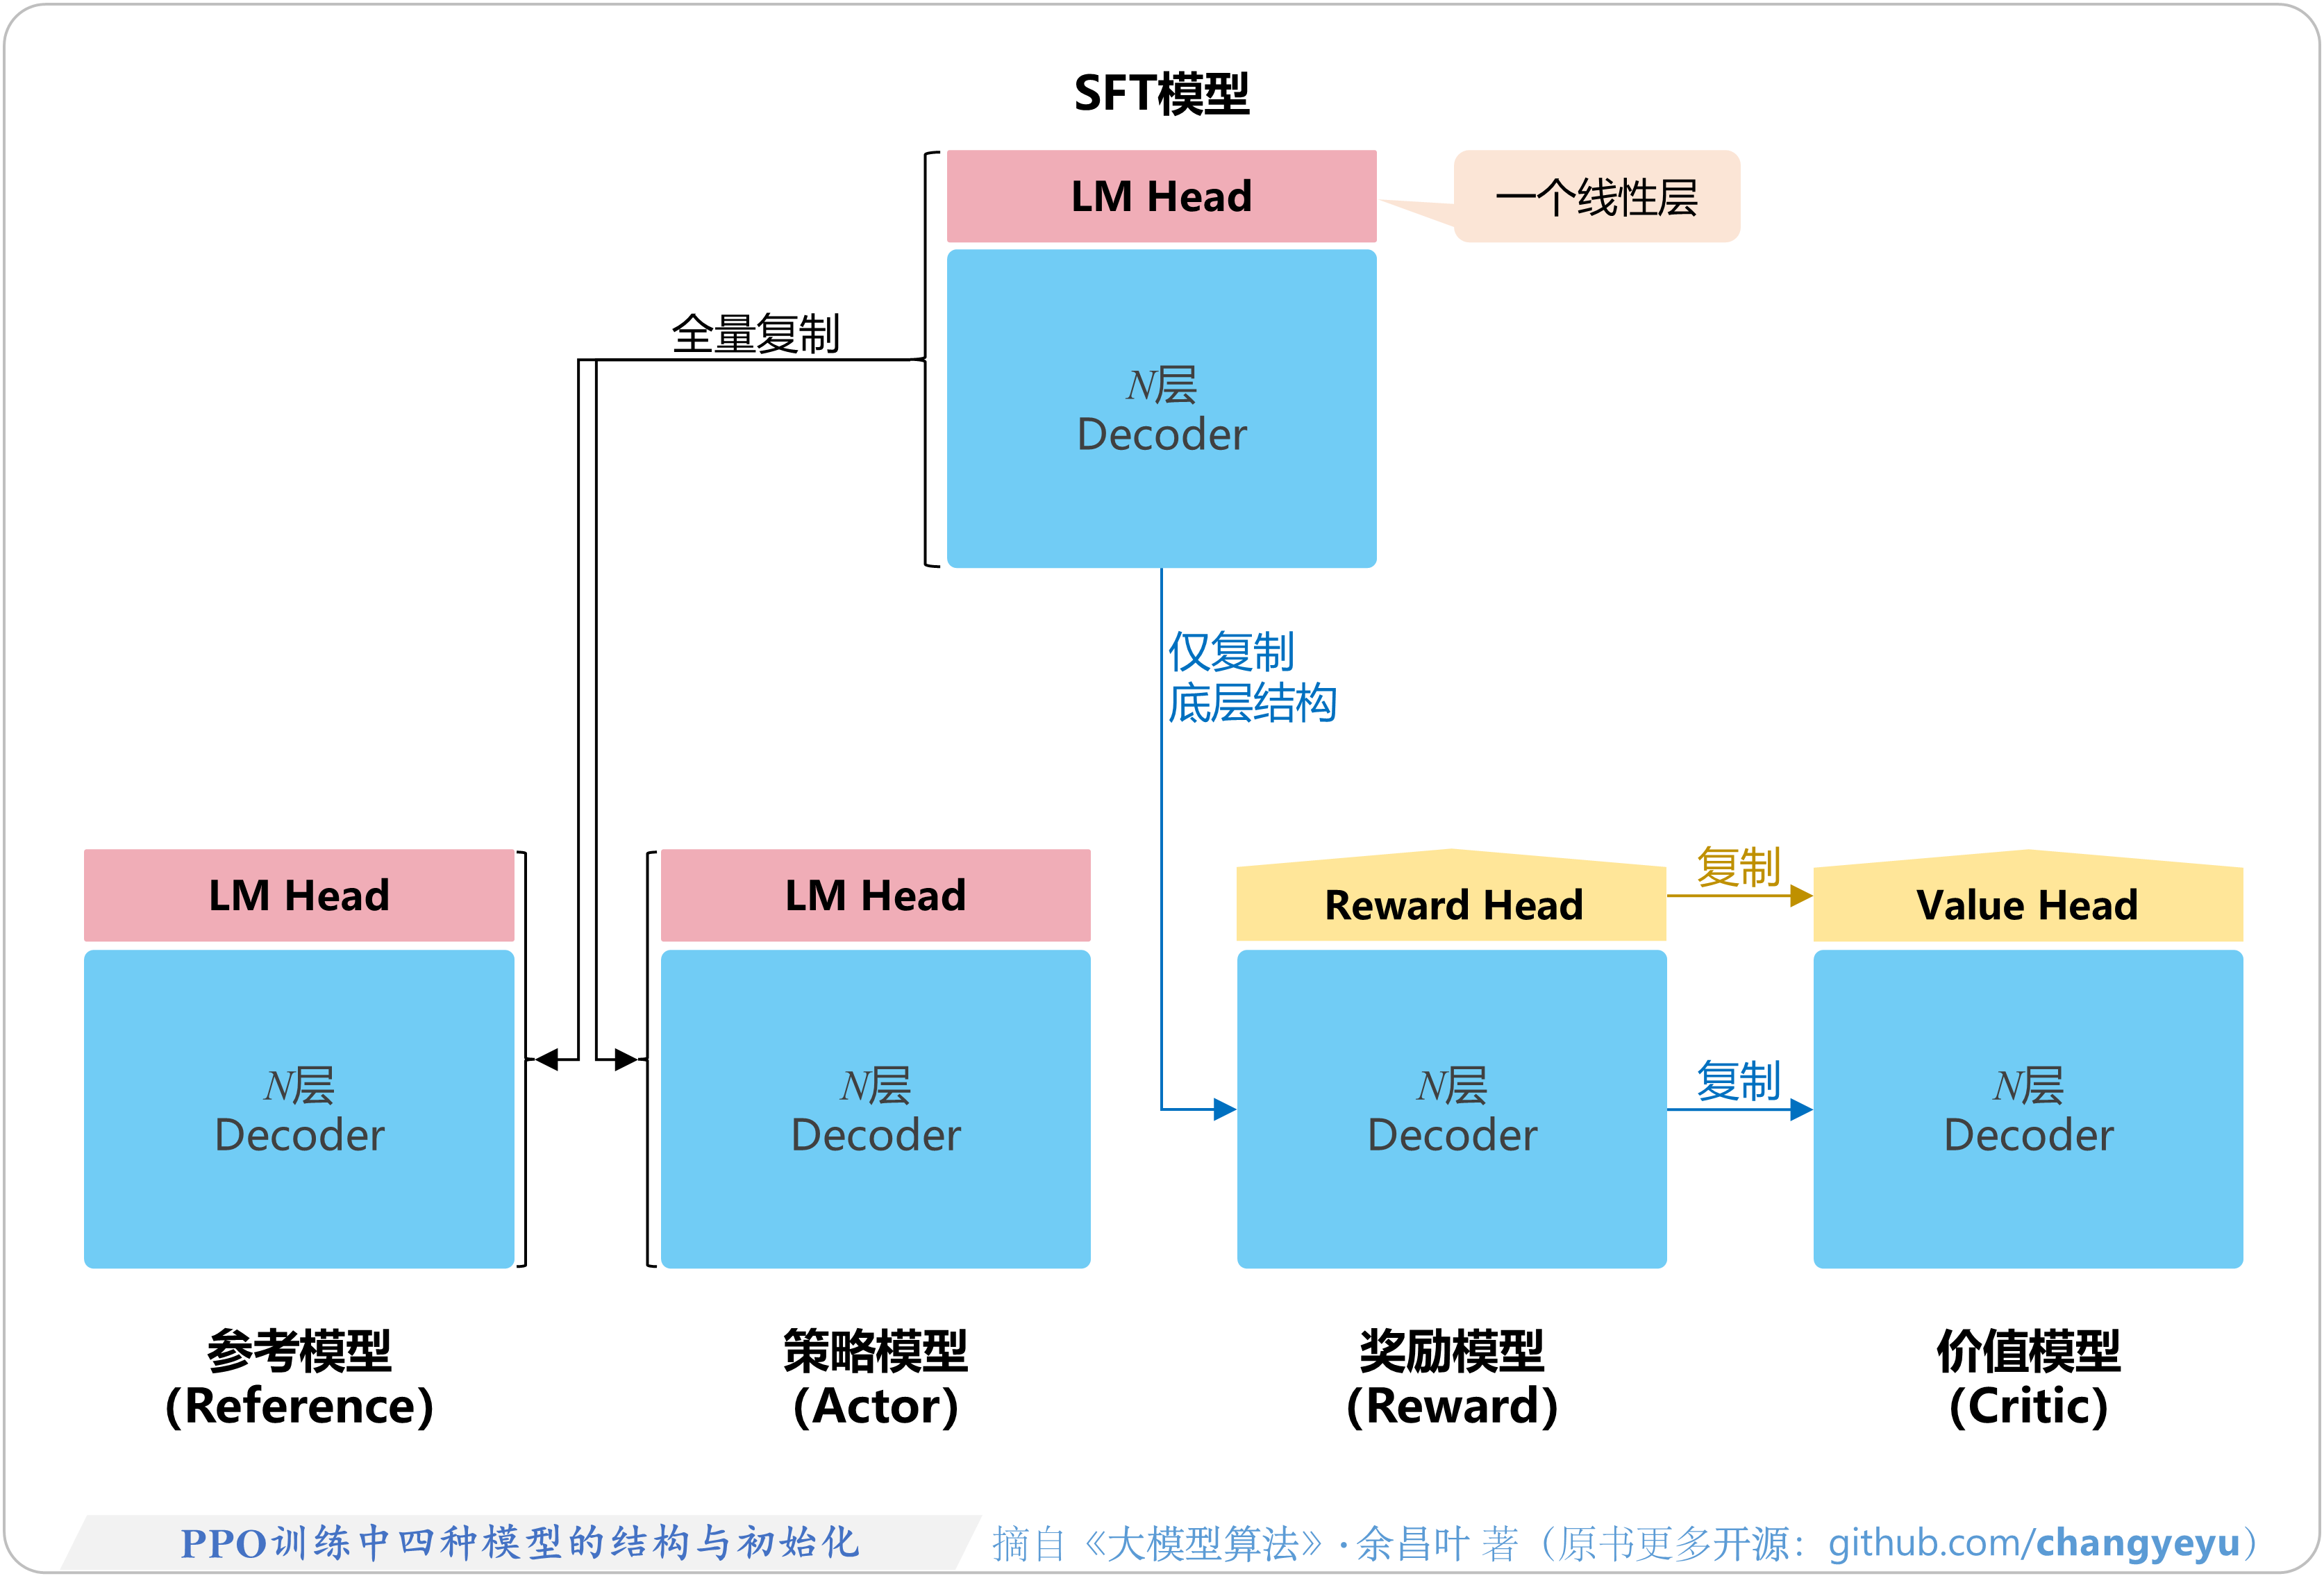 SFT模型
LM Head
一个线性层
全量复制
N层
Decoder
仅复制
底层结构
LM Head
N层
Decoder
参考模型
(Reference)
LM Head
N层
Decoder
策略模型
(Actor)
Reward Head
N层
Decoder
奖励模型
(Reward)
复制
复制
Value Head
N层
Decoder
价值模型
(Critic)
PPO训练中四种模型的结构与初始化
摘自《大模型算法》·余昌叶 著（原书更多开源：github.com/changyeyu）